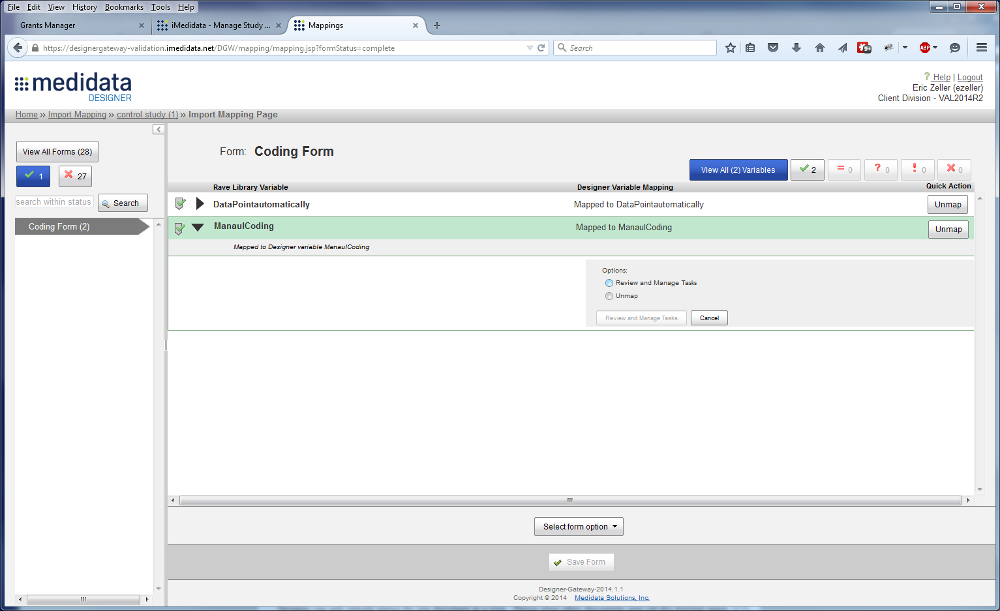 File Edit View History Bookmarks Tools Help
Grants Manager
iMedidata - Manage Study ...
Mappings
https://designergateway-validation.imedidata.net/DGW/mapping/mapping.jsp?formStatus=complete
Search
9+
ABP
medidata
DESIGNER
? Help | Logout
Eric Zeller (ezeller)
Client Division - VAL2014R2
Home » Import Mapping » control study (1) » Import Mapping Page
View All Forms (28)
1
27
search within status
Search
Coding Form (2)
Form: Coding Form
View All (2) Variables
2
= 0
? 0
! 0
0
Rave Library Variable
Designer Variable Mapping
Quick Action
DataPointautomatically
Mapped to DataPointautomatically
Unmap
ManaulCoding
Mapped to ManaulCoding
Unmap
Mapped to Designer variable ManaulCoding
Options:
Review and Manage Tasks
Unmap
Review and Manage Tasks
Cancel
Select form option
Save Form
Designer-Gateway-2014.1.1
Copyright © 2014 Medidata Solutions, Inc.